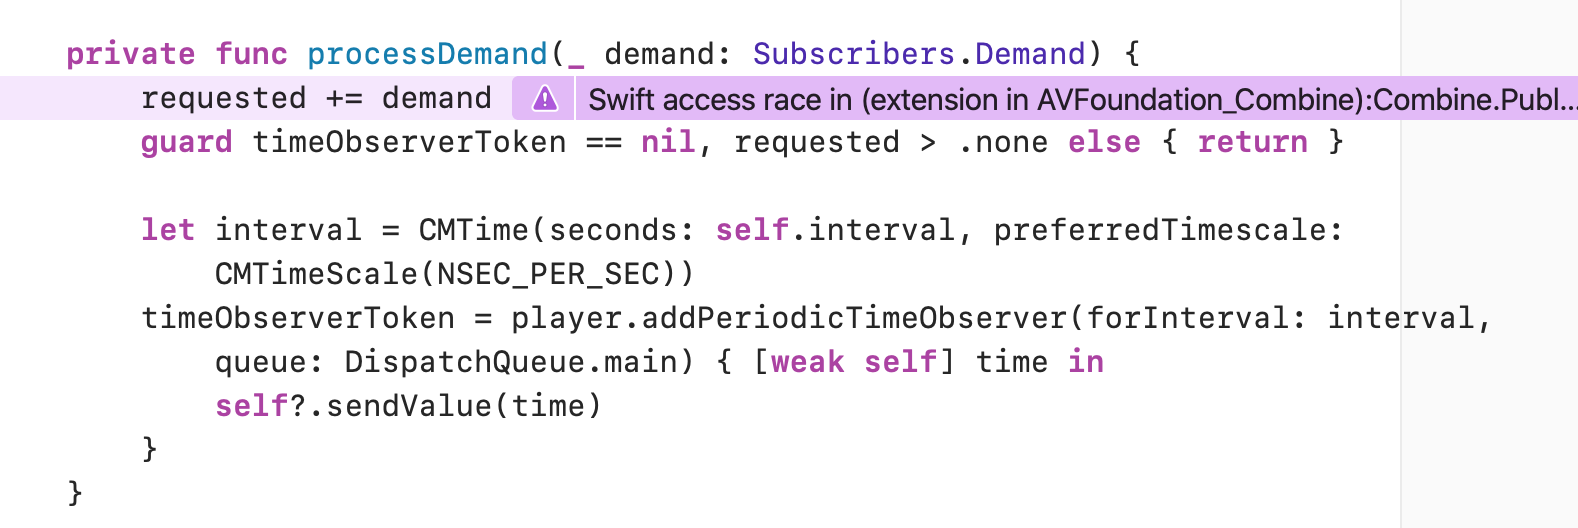 private func processDemand(_ demand: Subscribers.Demand) {
requested += demand
Swift access race in (extension in AVFoundation_Combine):Combine.Publ...
guard timeObserverToken == nil, requested > .none else { return }
let interval = CMTime(seconds: self.interval, preferredTimescale:
CMTimeScale(NSEC_PER_SEC))
timeObserverToken = player.addPeriodicTimeObserver(forInterval: interval,
queue: DispatchQueue.main) { [weak self] time in
self?.sendValue(time)
}
}